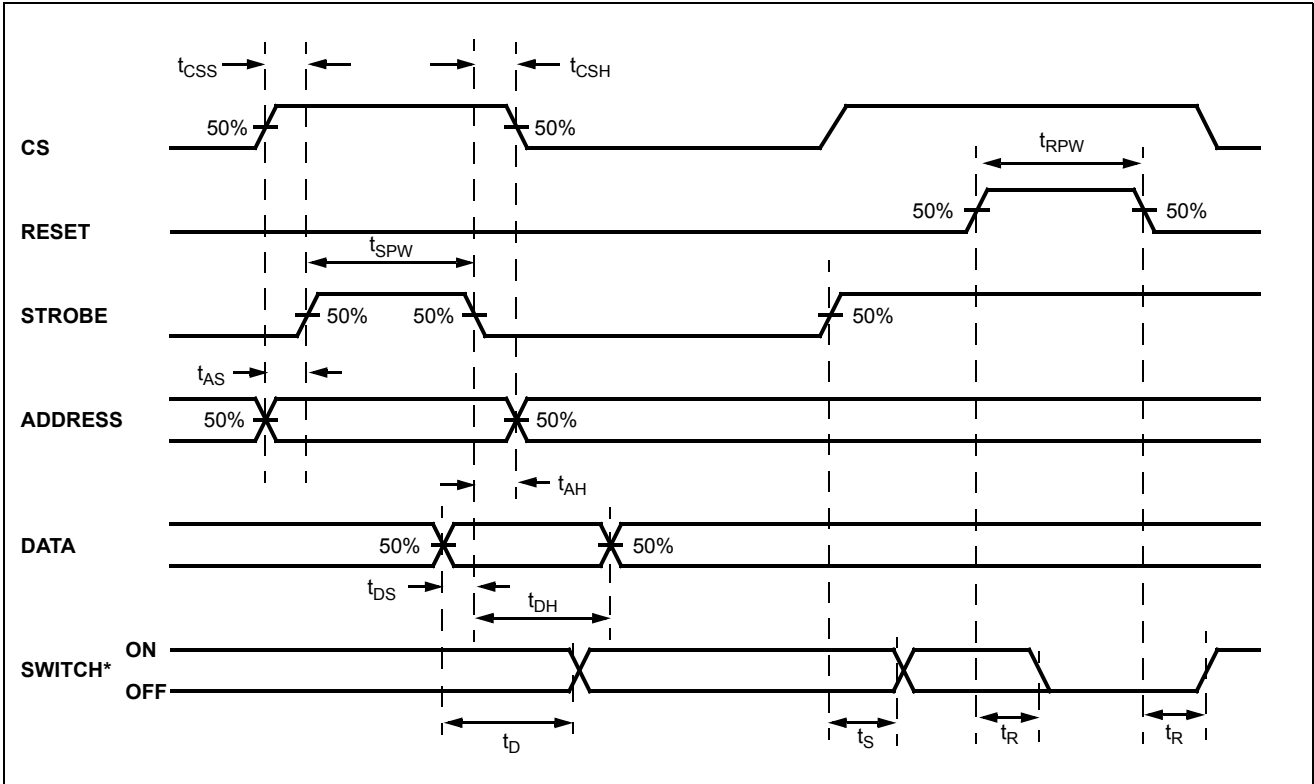 tCSS
tCSH
CS
50%
50%
tRPW
RESET
50%
50%
tSPW
STROBE
50%
50%
50%
tAS
ADDRESS
50%
50%
tAH
DATA
50%
50%
tDS
tDH
SWITCH*
ON
OFF
tD
tS
tR
tR